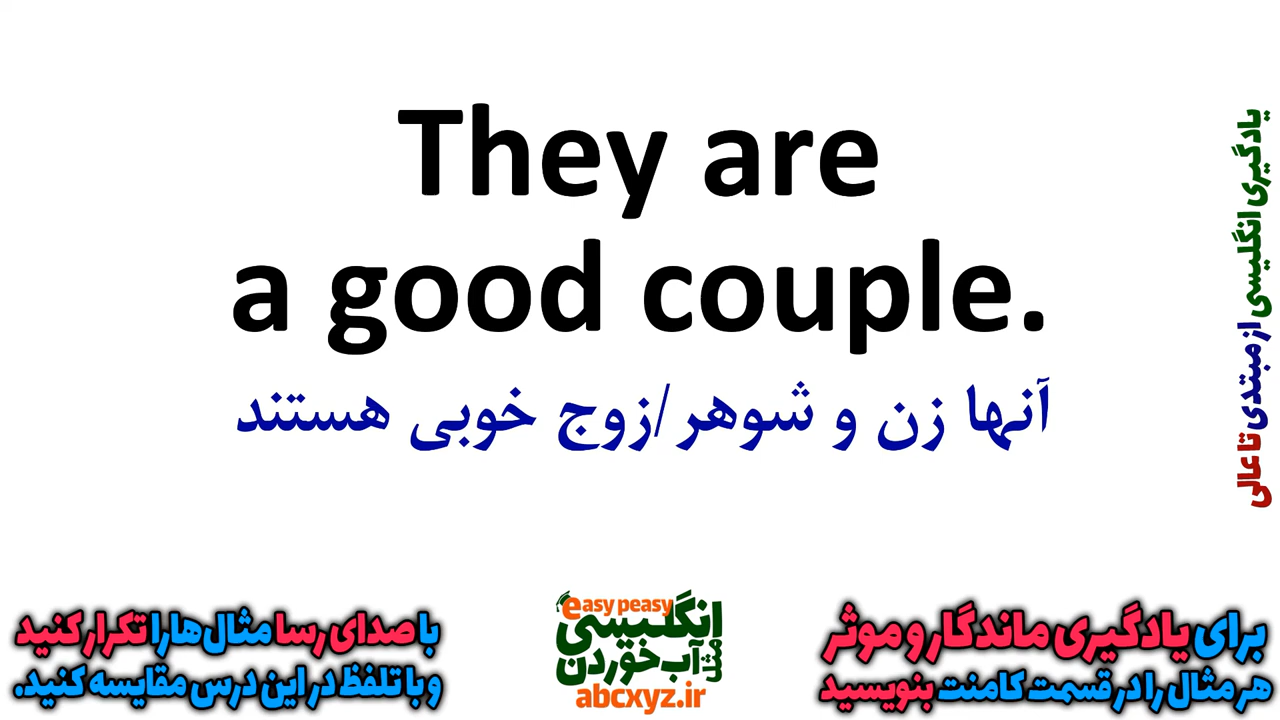 They are
a good couple.
آنها زن و شوهر/زوج خوبی هستند
یادگیری انگلیسی از مبتدی تا عالی
برای یادگیری ماندگار و موثر
هر مثال را در قسمت کامنت بنویسید
easy peasy
انگلیسی
مثل
آب خوردن
abcxyz.ir
با صدای رسا مثال‌ها را تکرار کنید
و با تلفظ در این درس مقایسه کنید.